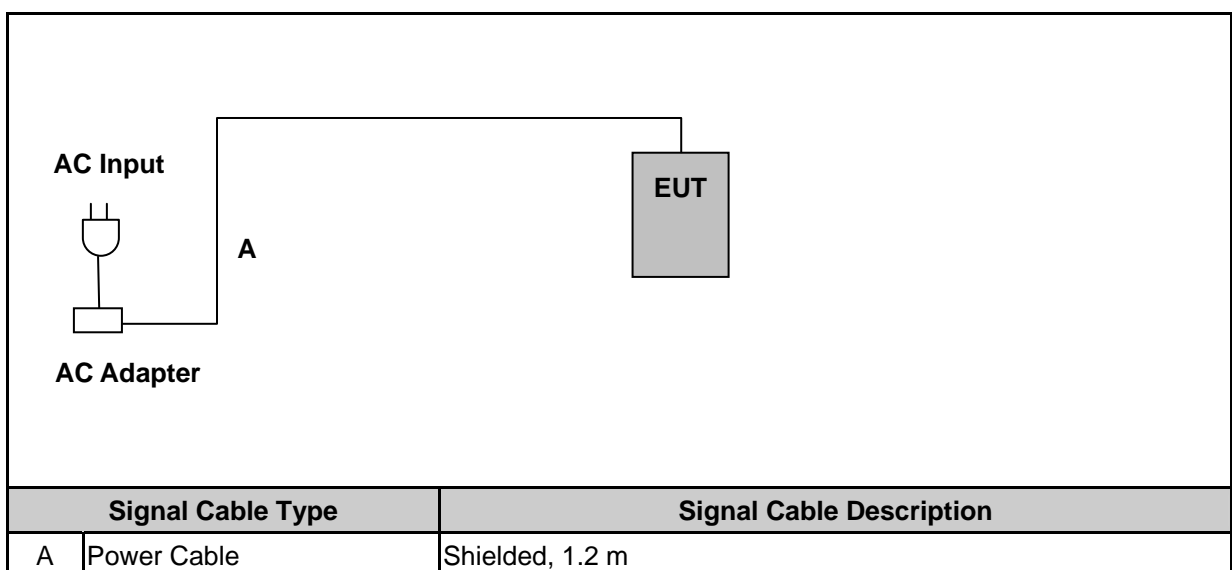 AC Input
EUT
A
AC Adapter
Signal Cable Type Signal Cable Description
A Power Cable Shielded, 1.2 m